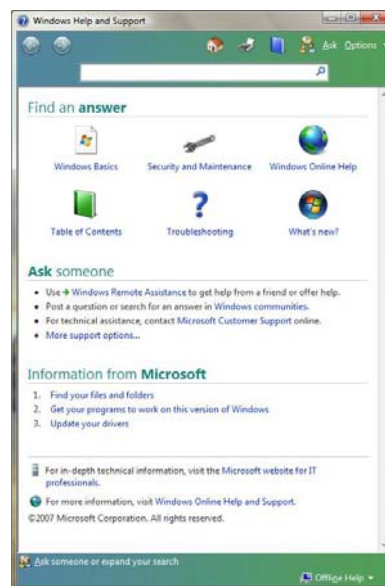 Windows Help and Support
Ask Options
Find an answer
Windows Basics
Security and Maintenance
Windows Online Help
Table of Contents
Troubleshooting
What's new?
Ask someone
Use Windows Remote Assistance to get help from a friend or offer help.
Post a question or search for an answer in Windows communities.
For technical assistance, contact Microsoft Customer Support online.
More support options...
Information from Microsoft
1. Find your files and folders
2. Get your programs to work on this version of Windows
3. Update your drivers
For in-depth technical information, visit the Microsoft website for IT
professionals.
For more information, visit Windows Online Help and Support.
©2007 Microsoft Corporation. All rights reserved.
Ask someone or expand your search
Offline Help